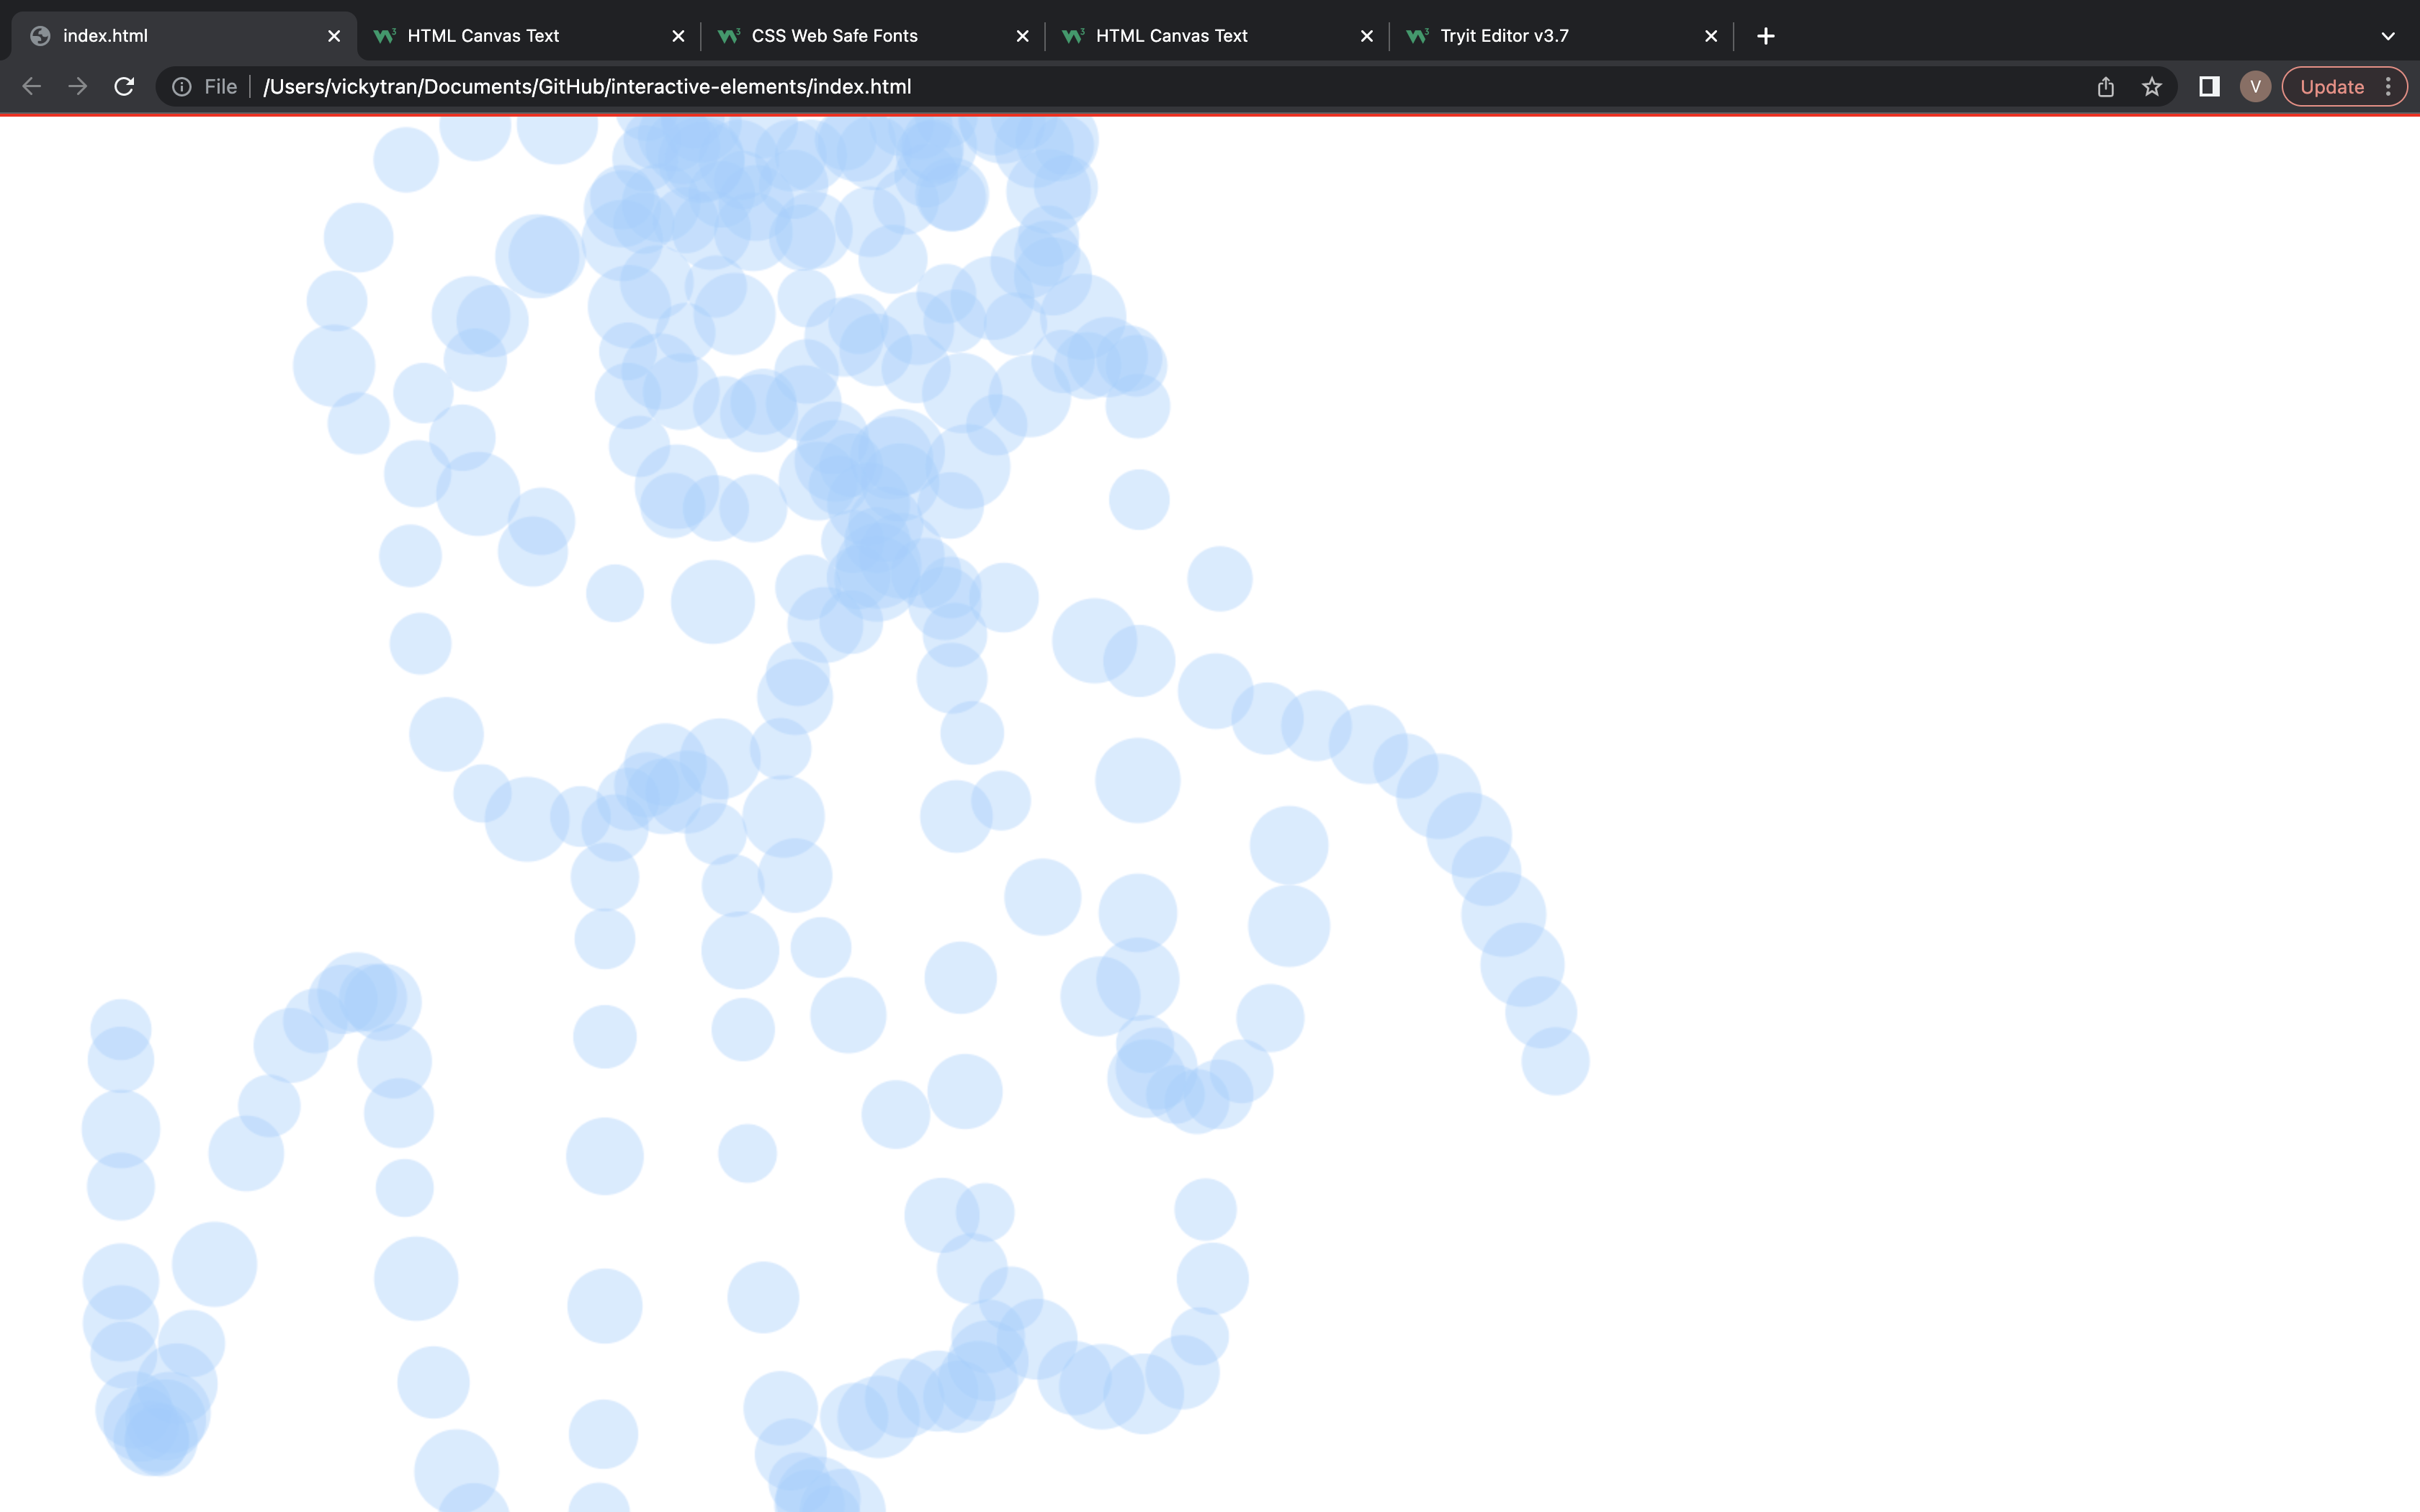 index.html
HTML Canvas Text
CSS Web Safe Fonts
HTML Canvas Text
Tryit Editor v3.7
File /Users/vickytran/Documents/GitHub/interactive-elements/index.html
V
Update